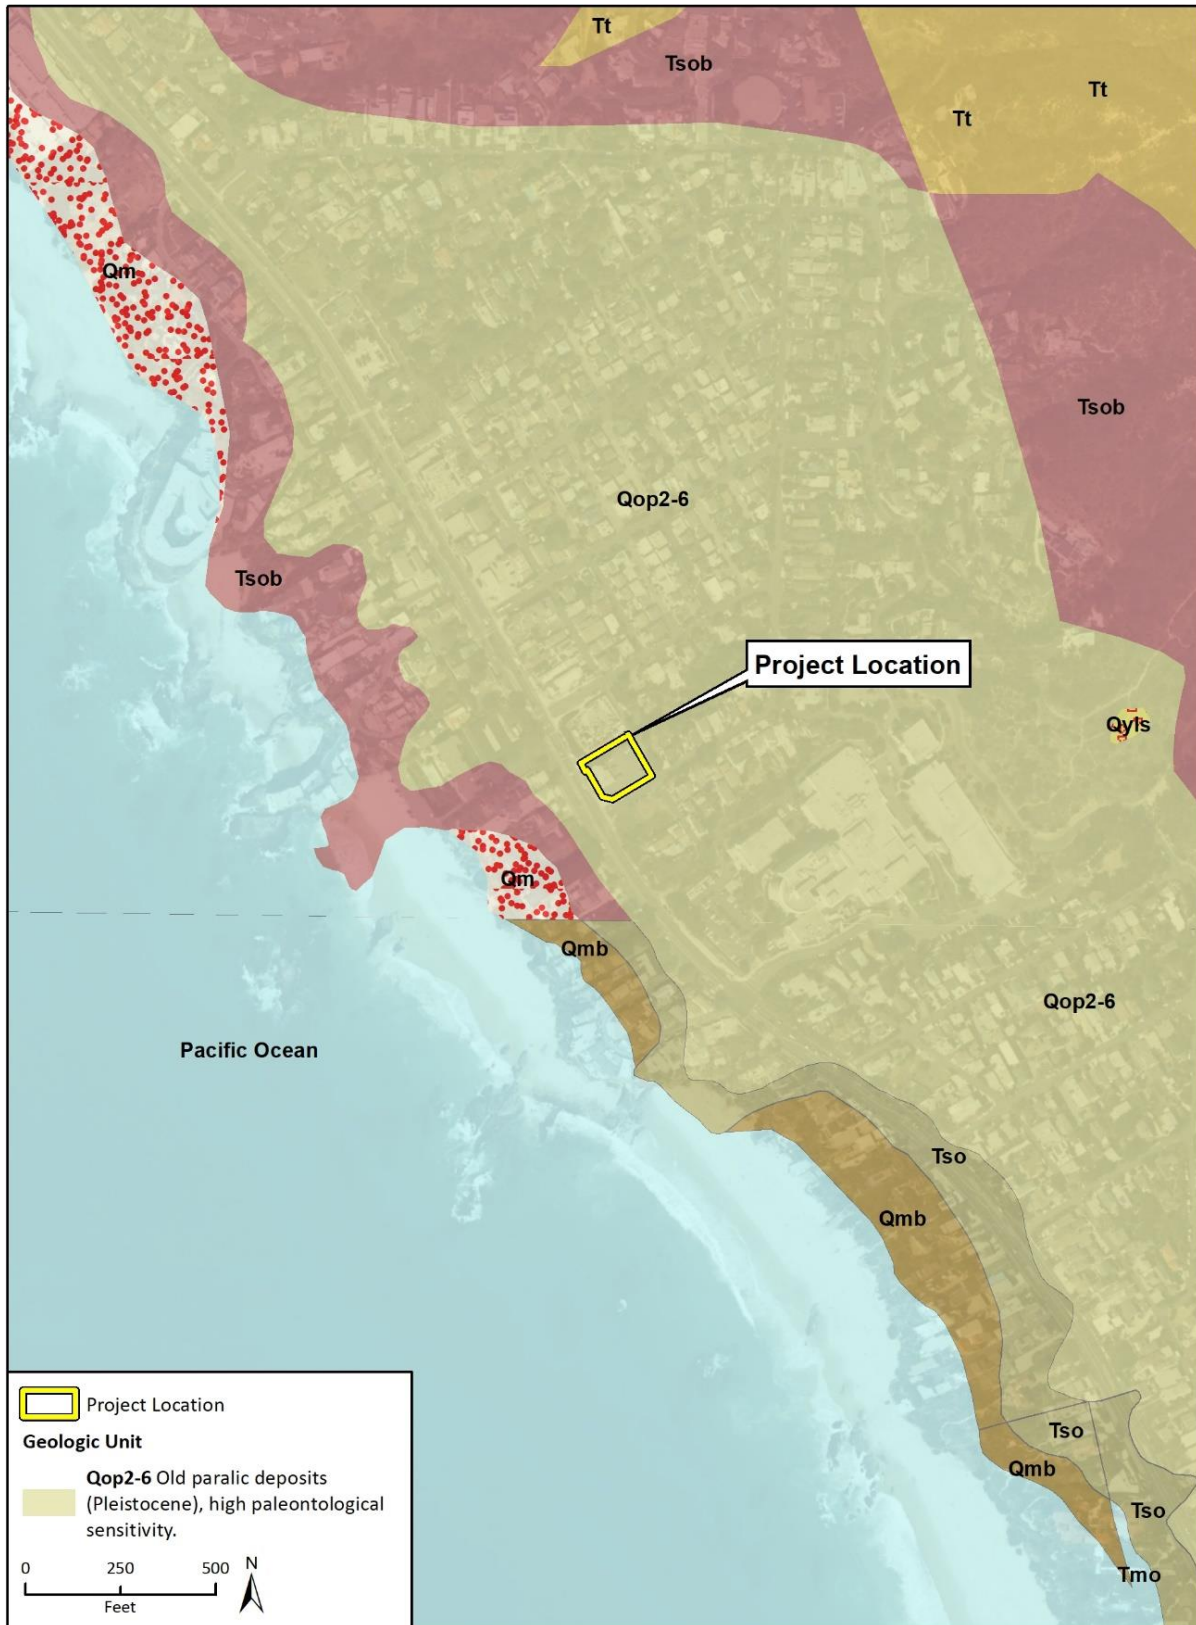 Tt
Tsob
Tt
Tt
Qm
Tsob
Qop2-6
Tsob
Project Location
Qyls
Qm
Qmb
Qop2-6
Pacific Ocean
Tso
Qmb
Tso
Qmb
Tso
Tmo
Project Location
Geologic Unit
Qop2-6 Old paralic deposits
(Pleistocene), high paleontological
sensitivity.
0 250 500
Feet
N